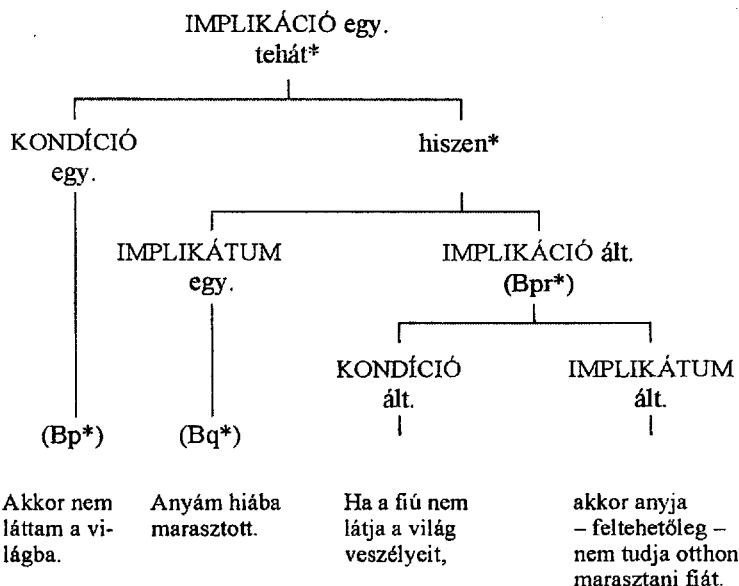 IMPLIKÁCIÓ egy.
tehát*
KONDÍCIÓ
egy.
hiszen*
IMPLIKÁTUM
egy.
IMPLIKÁCIÓ ált.
(Bpr*)
KONDÍCIÓ
ált.
IMPLIKÁTUM
ált.
(Bp*)
(Bq*)
Akkor nem
láttam a vi-
lágba.
Anyám hiába
marasztott.
Ha a fiú nem
látja a világ
veszélyeit,
akkor anyja
– feltehetőleg –
nem tudja otthon
marasztani fiát.